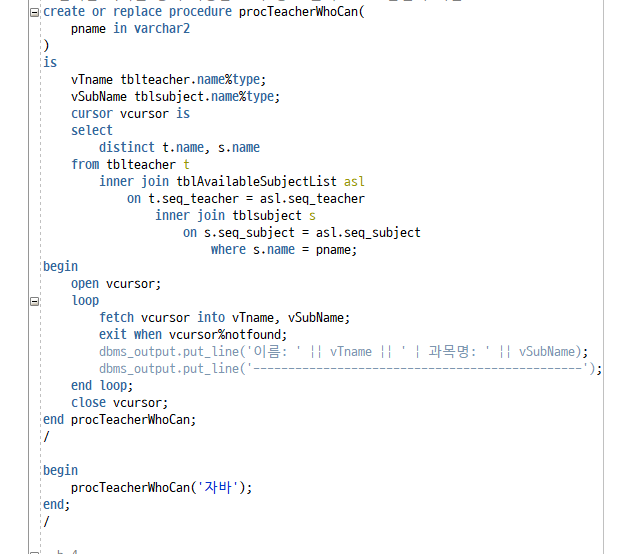 create or replace procedure procTeacherWhoCan(
    pname in varchar2
)
is
    vTname tblteacher.name%type;
    vSubName tblsubject.name%type;
    cursor vcursor is
    select
        distinct t.name, s.name
    from tblteacher t
        inner join tblAvailableSubjectList asl
            on t.seq_teacher = asl.seq_teacher
                inner join tblsubject s
                    on s.seq_subject = asl.seq_subject
                        where s.name = pname;
begin
    open vcursor;
    loop
        fetch vcursor into vTname, vSubName;
        exit when vcursor%notfound;
        dbms_output.put_line('이름: ' || vTname || ' | 과목명: ' || vSubName);
        dbms_output.put_line('-----------------------------------------------');
    end loop;
    close vcursor;
end procTeacherWhoCan;
/
begin
    procTeacherWhoCan('자바');
end;
/